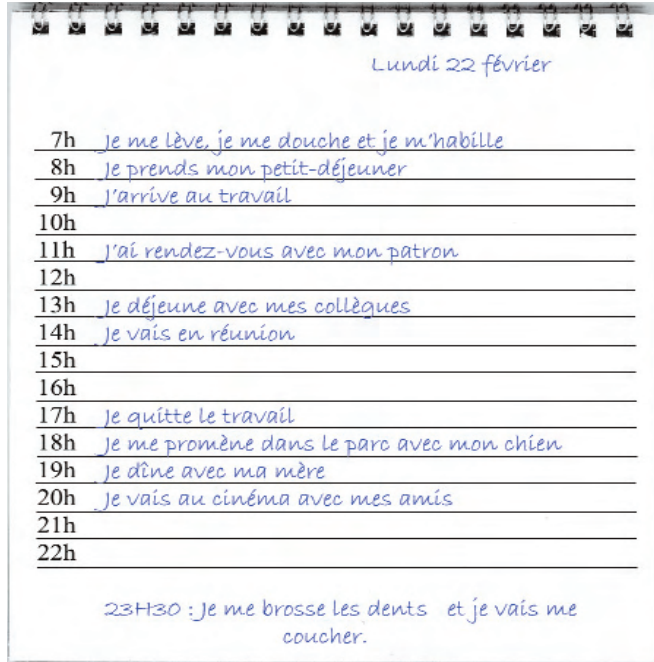 Lundi 22 février
7h Je me lève, je me douche et je m'habille
8h Je prends mon petit-déjeuner
9h J'arrive au travail
10h
11h J'ai rendez-vous avec mon patron
12h
13h Je déjeune avec mes collègues
14h Je vais en réunion
15h
16h
17h Je quitte le travail
18h Je me promène dans le parc avec mon chien
19h Je dîne avec ma mère
20h Je vais au cinéma avec mes amis
21h
22h
23H30 : Je me brosse les dents et je vais me
coucher.